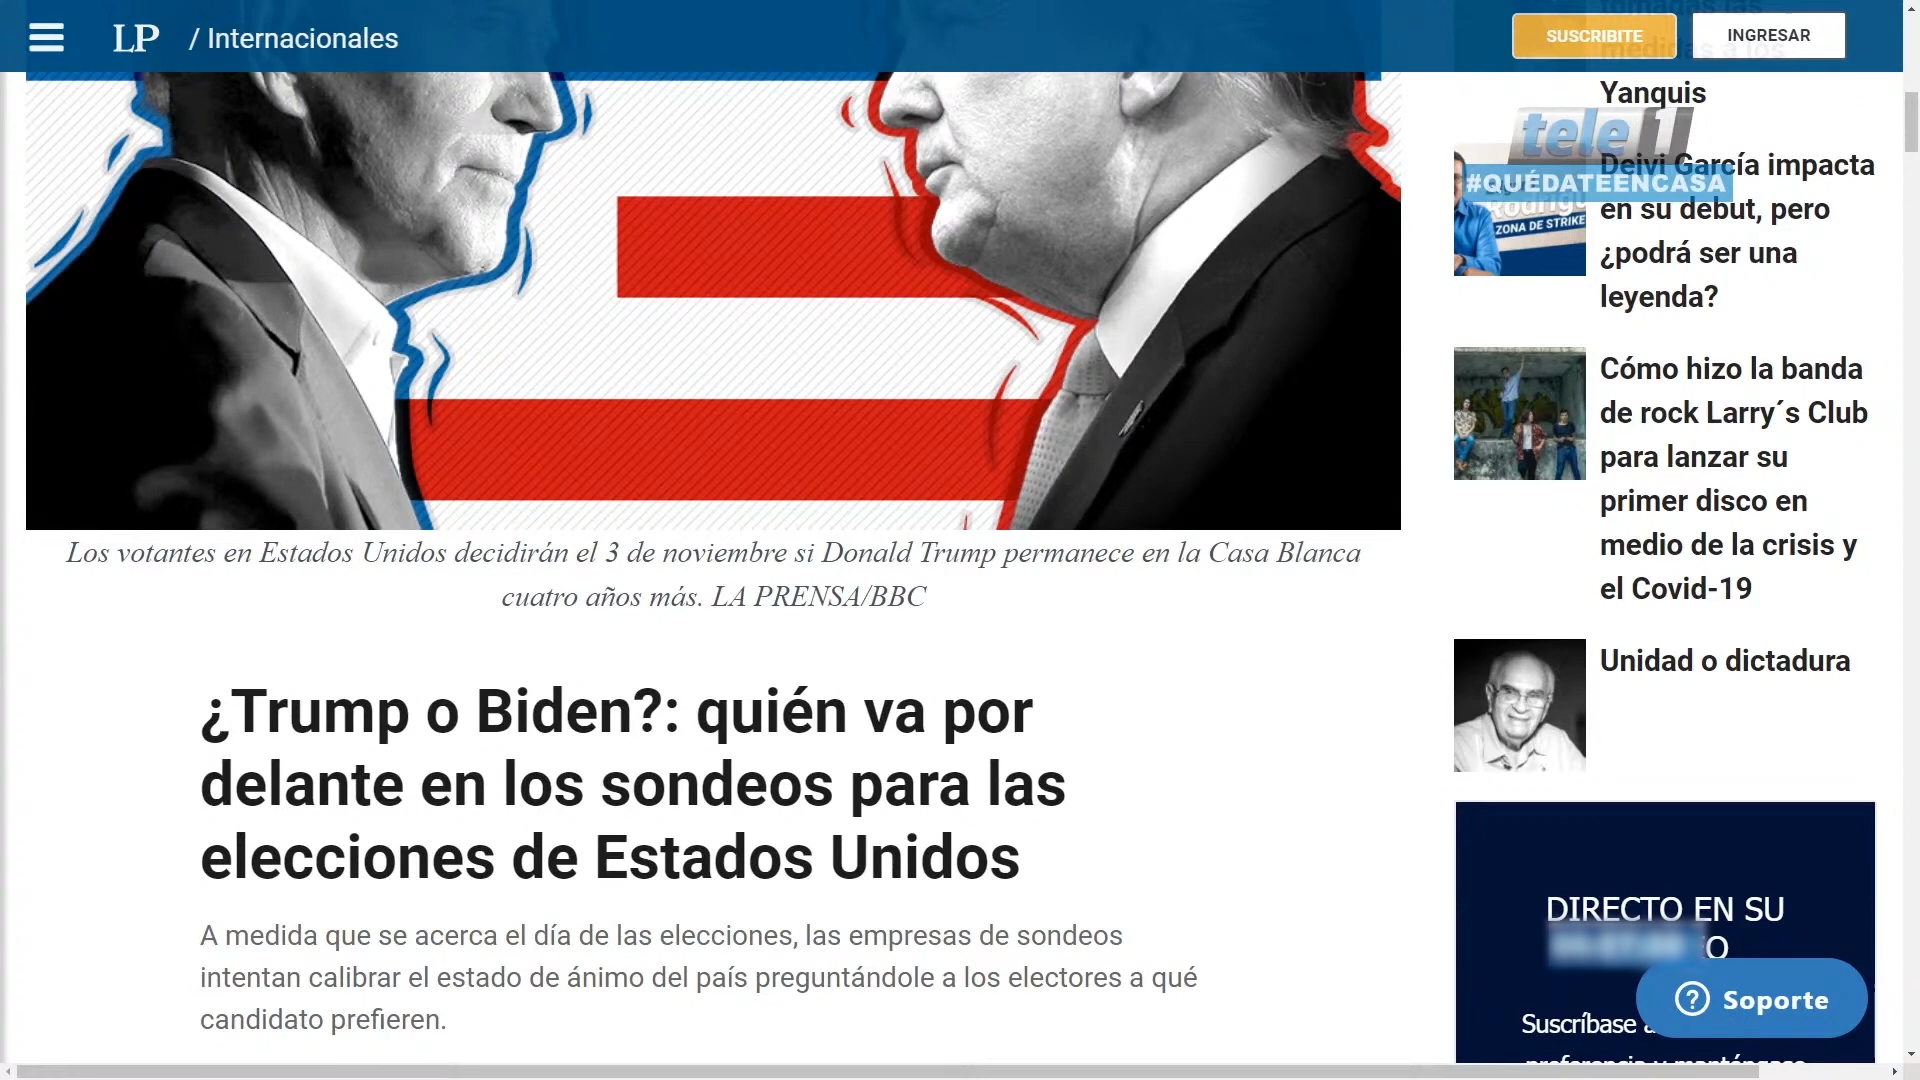 LP / Internacionales
SUSCRIBITE
INGRESAR
medidas a los
Yanquis
tele 1
#QUÉDATEENCASA
ZONA DE STRIKE
Deivi García impacta
en su debut, pero
¿podrá ser una
leyenda?
Cómo hizo la banda
de rock Larry´s Club
para lanzar su
primer disco en
medio de la crisis y
el Covid-19
Unidad o dictadura
Los votantes en Estados Unidos decidirán el 3 de noviembre si Donald Trump permanece en la Casa Blanca
cuatro años más. LA PRENSA/BBC
¿Trump o Biden?: quién va por
delante en los sondeos para las
elecciones de Estados Unidos
A medida que se acerca el día de las elecciones, las empresas de sondeos
intentan calibrar el estado de ánimo del país preguntándole a los electores a qué
candidato prefieren.
DIRECTO EN SU
Suscríbase
Soporte